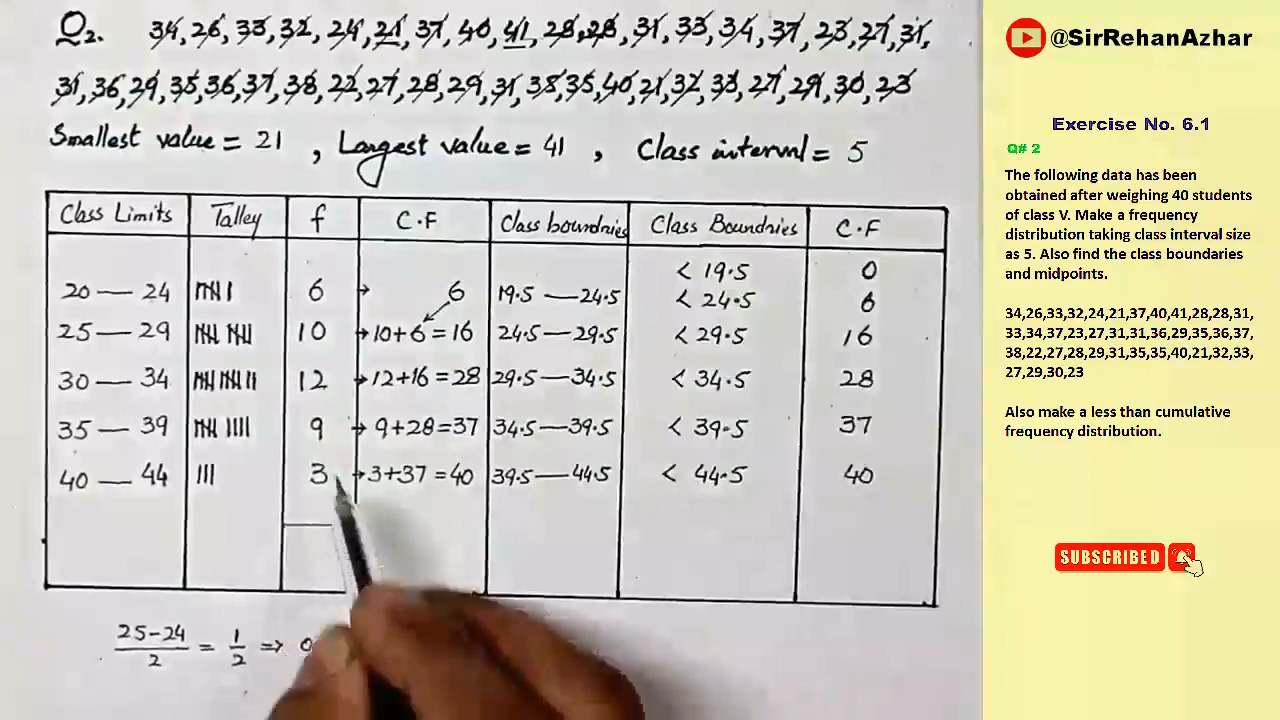 Q2. 34, 26, 33, 32, 24, 21, 37, 40, 41, 28, 28, 31, 33, 34, 37, 23, 27, 31,
31, 36, 29, 35, 36, 37, 38, 22, 27, 28, 29, 31, 35, 35, 40, 21, 32, 33, 27, 29, 30, 23
Smallest value = 21 , Largest value = 41 , Class interval = 5
Class Limits Talley f C.F Class boundries Class Boundries C.F
< 19.5 0
20 — 24 6 6 19.5 — 24.5 < 24.5 6
25 — 29 10 → 10+6 = 16 24.5 — 29.5 < 29.5 16
30 — 34 12 → 12+16 = 28 29.5 — 34.5 < 34.5 28
35 — 39 9 → 9+28 = 37 34.5 — 39.5 < 39.5 37
40 — 44 3 → 3+37 = 40 39.5 — 44.5 < 44.5 40
25-24/2 = 1/2 ⇒
@SirRehanAzhar
Exercise No. 6.1
Q# 2
The following data has been
obtained after weighing 40 students
of class V. Make a frequency
distribution taking class interval size
as 5. Also find the class boundaries
and midpoints.
34,26,33,32,24,21,37,40,41,28,28,31,
33,34,37,23,27,31,31,36,29,35,36,37,
38,22,27,28,29,31,35,35,40,21,32,33,
27,29,30,23
Also make a less than cumulative
frequency distribution.
SUBSCRIBED